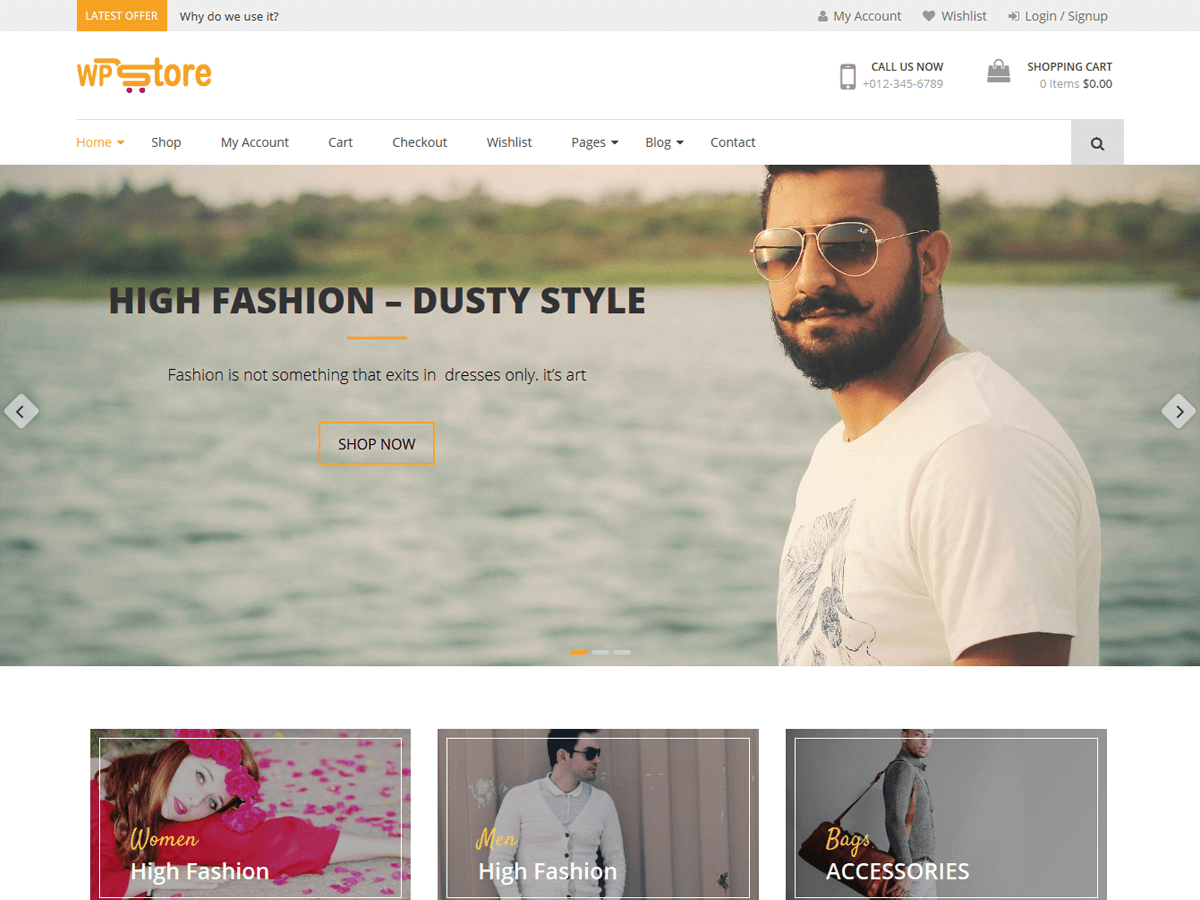 LATEST OFFER Why do we use it? My Account Wishlist Login / Signup
WP Store
CALL US NOW
+012-345-6789
SHOPPING CART
0 Items $0.00
Home Shop My Account Cart Checkout Wishlist Pages Blog Contact
HIGH FASHION – DUSTY STYLE
Fashion is not something that exits in dresses only. it’s art
SHOP NOW
Women
High Fashion
Men
High Fashion
Bags
ACCESSORIES